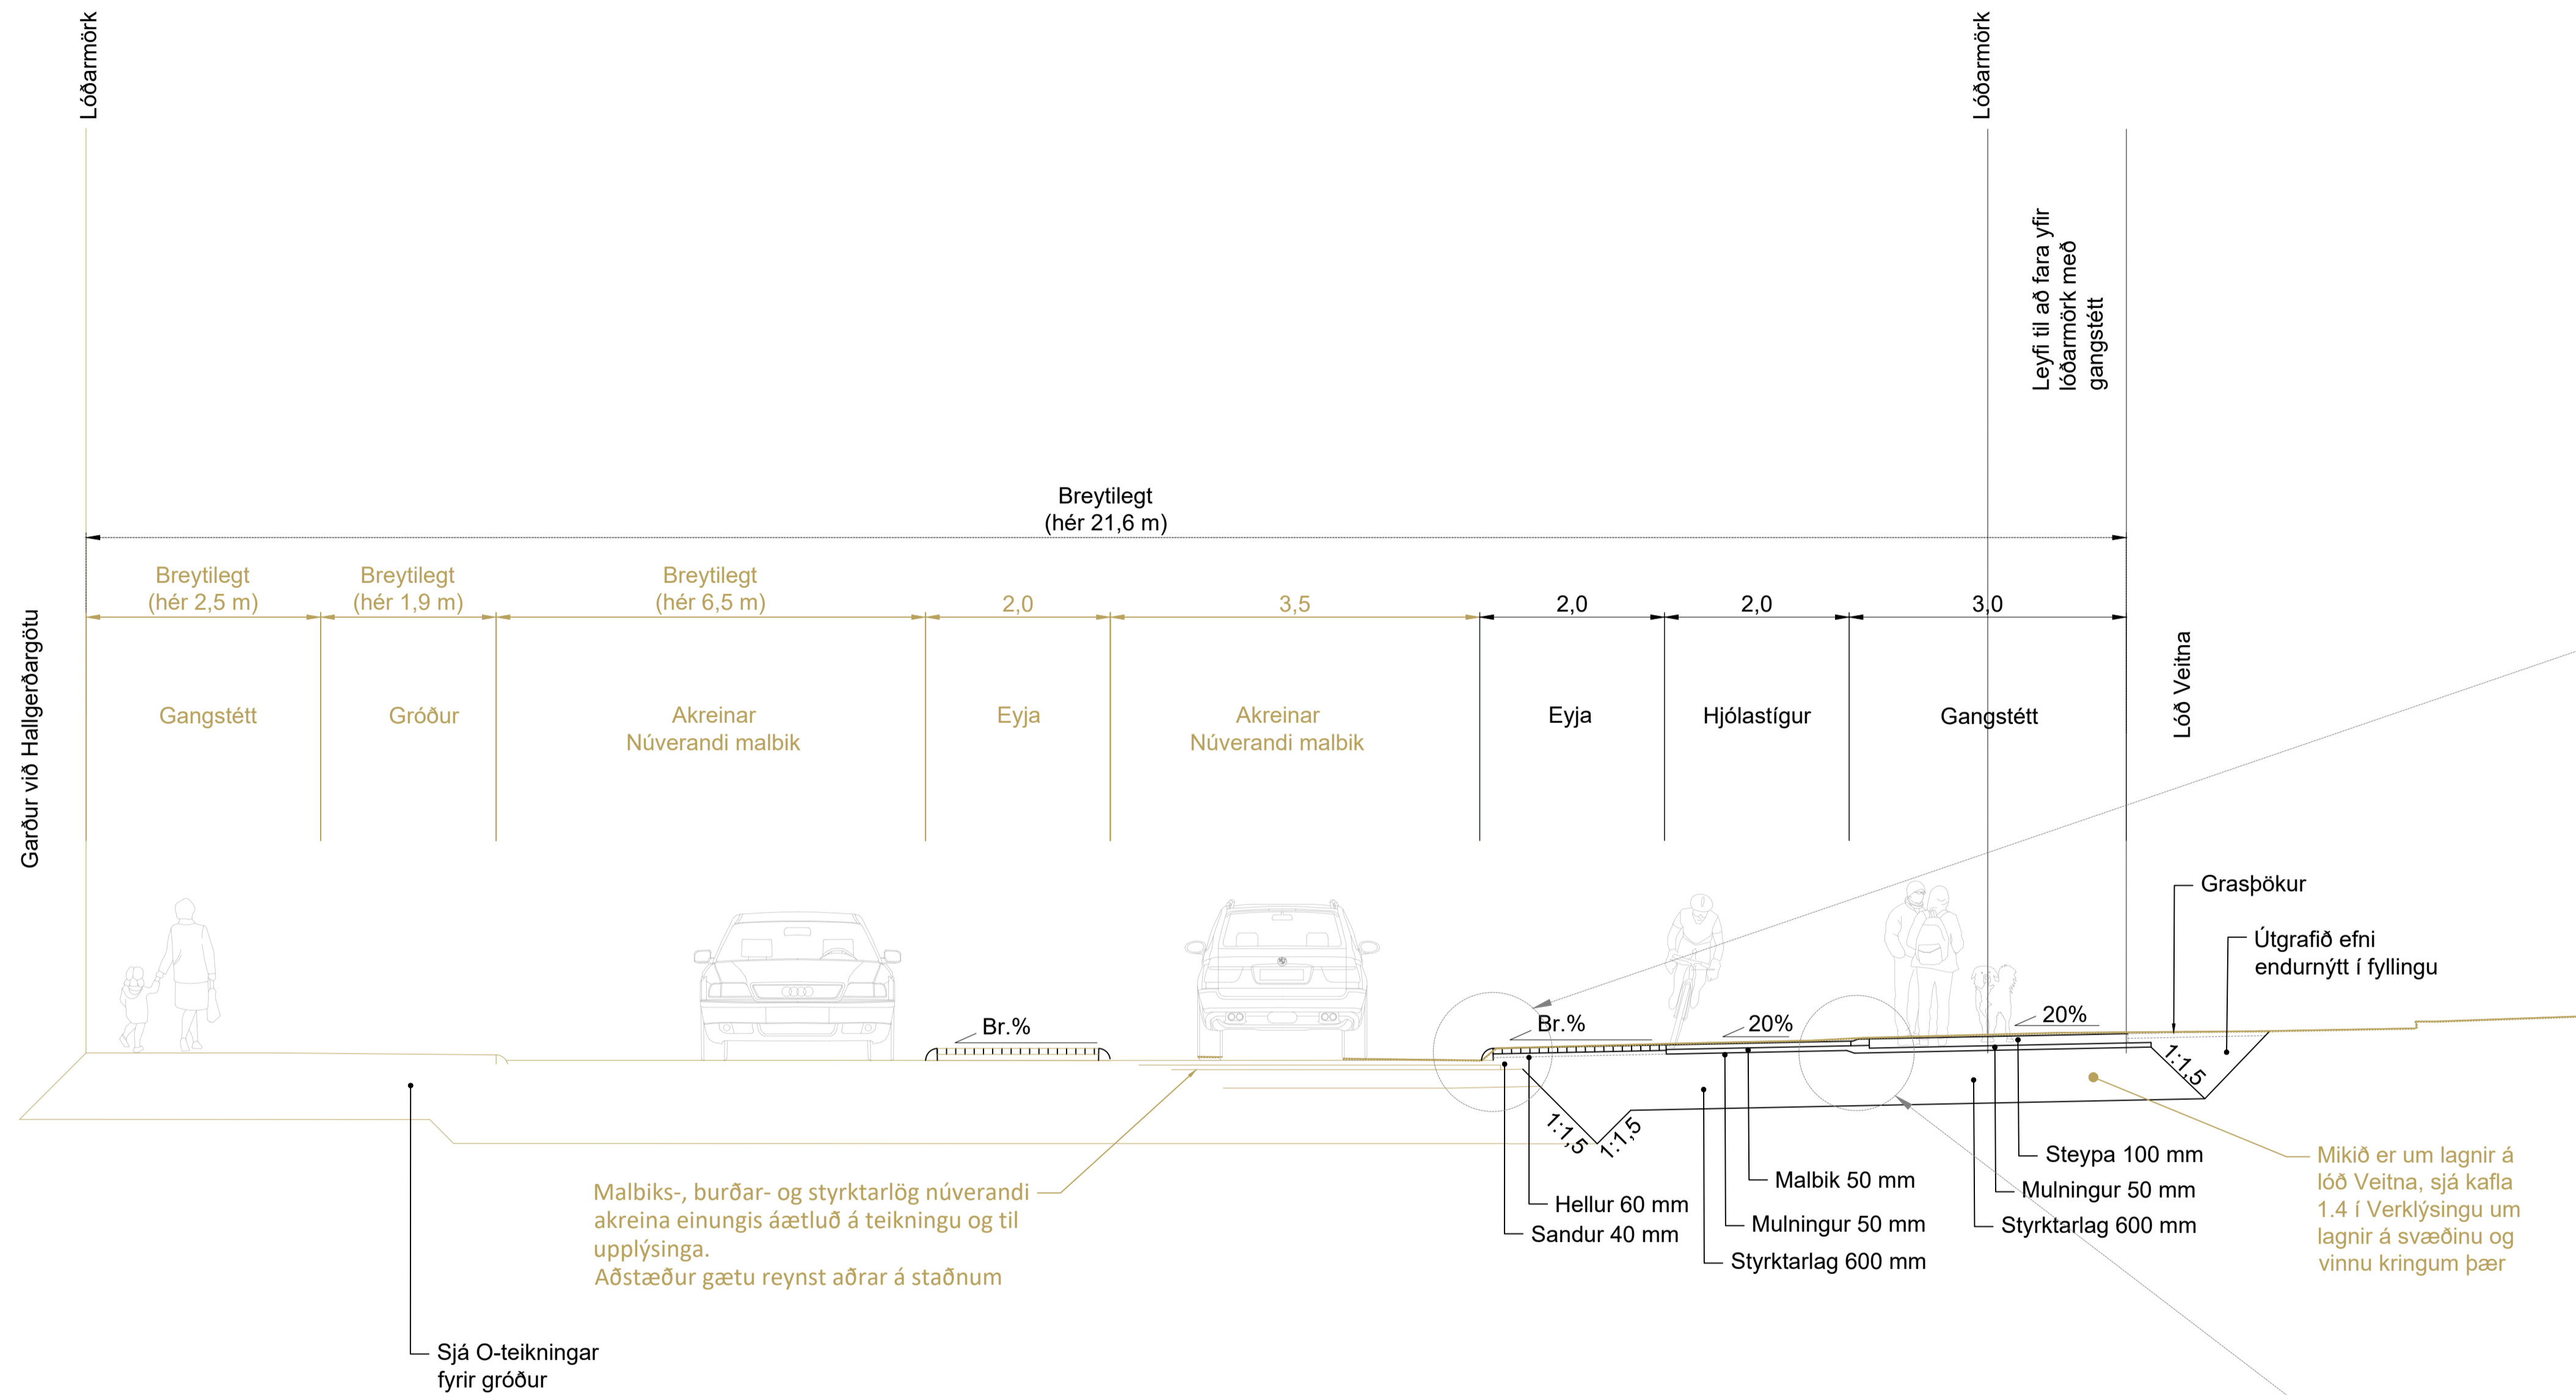 Lóðarmörk
Lóðarmörk
Leyfi til að fara yfir
lóðarmörk með
gangstétt
Breytilegt
(hér 21,6 m)
Breytilegt
(hér 2,5 m)
Breytilegt
(hér 1,9 m)
Breytilegt
(hér 6,5 m)
2,0
3,5
2,0
2,0
3,0
Garður við Hallgerðargötu
Gangstétt
Gróður
Akreinar
Núverandi malbik
Eyja
Akreinar
Núverandi malbik
Eyja
Hjólastígur
Gangstétt
Lóð Veitna
Grasþökur
Útgrafið efni
endurnýtt í fyllingu
Br.%
Br.%
20%
20%
1:1,5
1:1,5
1:1,5
Malbiks-, burðar- og styrktarlög núverandi
akreina einungis áætluð á teikningu og til
upplýsinga.
Aðstæður gætu reynst aðrar á staðnum
Hellur 60 mm
Sandur 40 mm
Malbik 50 mm
Mulningur 50 mm
Styrktarlag 600 mm
Steypa 100 mm
Mulningur 50 mm
Styrktarlag 600 mm
Mikið er um lagnir á
lóð Veitna, sjá kafla
1.4 í Verklýsingu um
lagnir á svæðinu og
vinnu kringum þær
Sjá O-teikningar
fyrir gróður